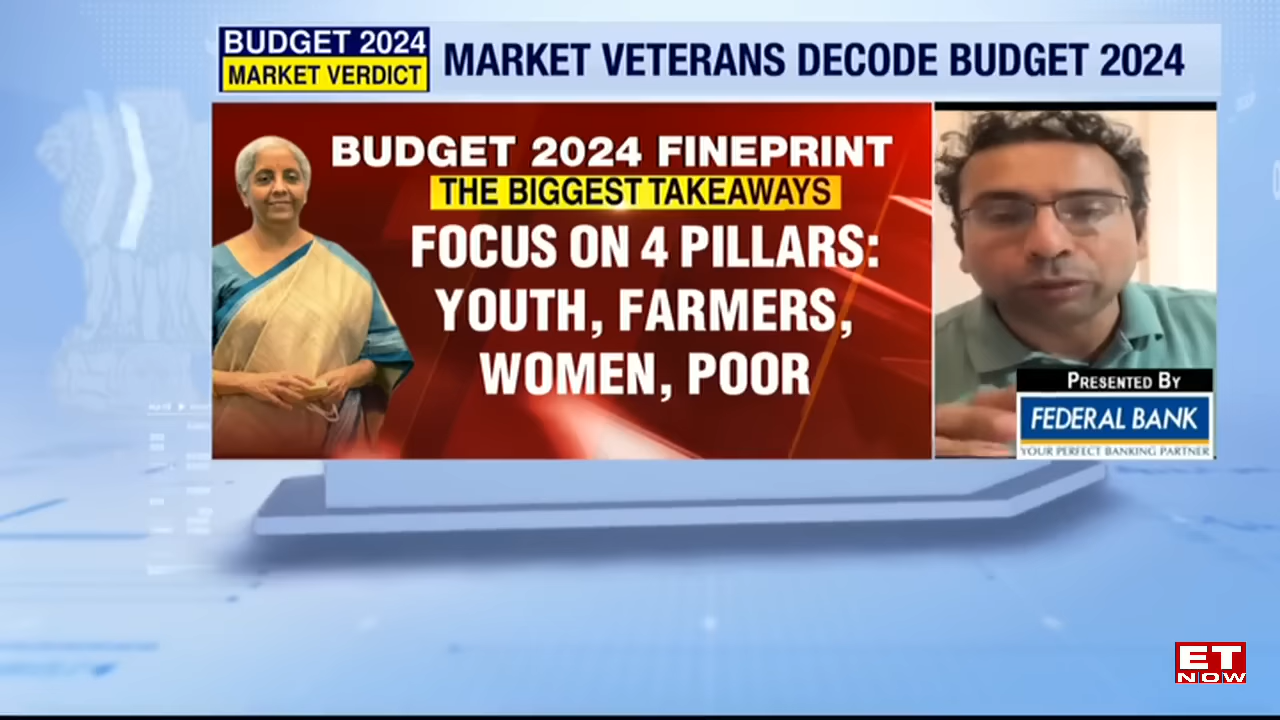 BUDGET 2024
MARKET VERDICT
MARKET VETERANS DECODE BUDGET 2024
BUDGET 2024 FINEPRINT
THE BIGGEST TAKEAWAYS
FOCUS ON 4 PILLARS:
YOUTH, FARMERS,
WOMEN, POOR
PRESENTED BY
FEDERAL BANK
YOUR PERFECT BANKING PARTNER
ET
NOW